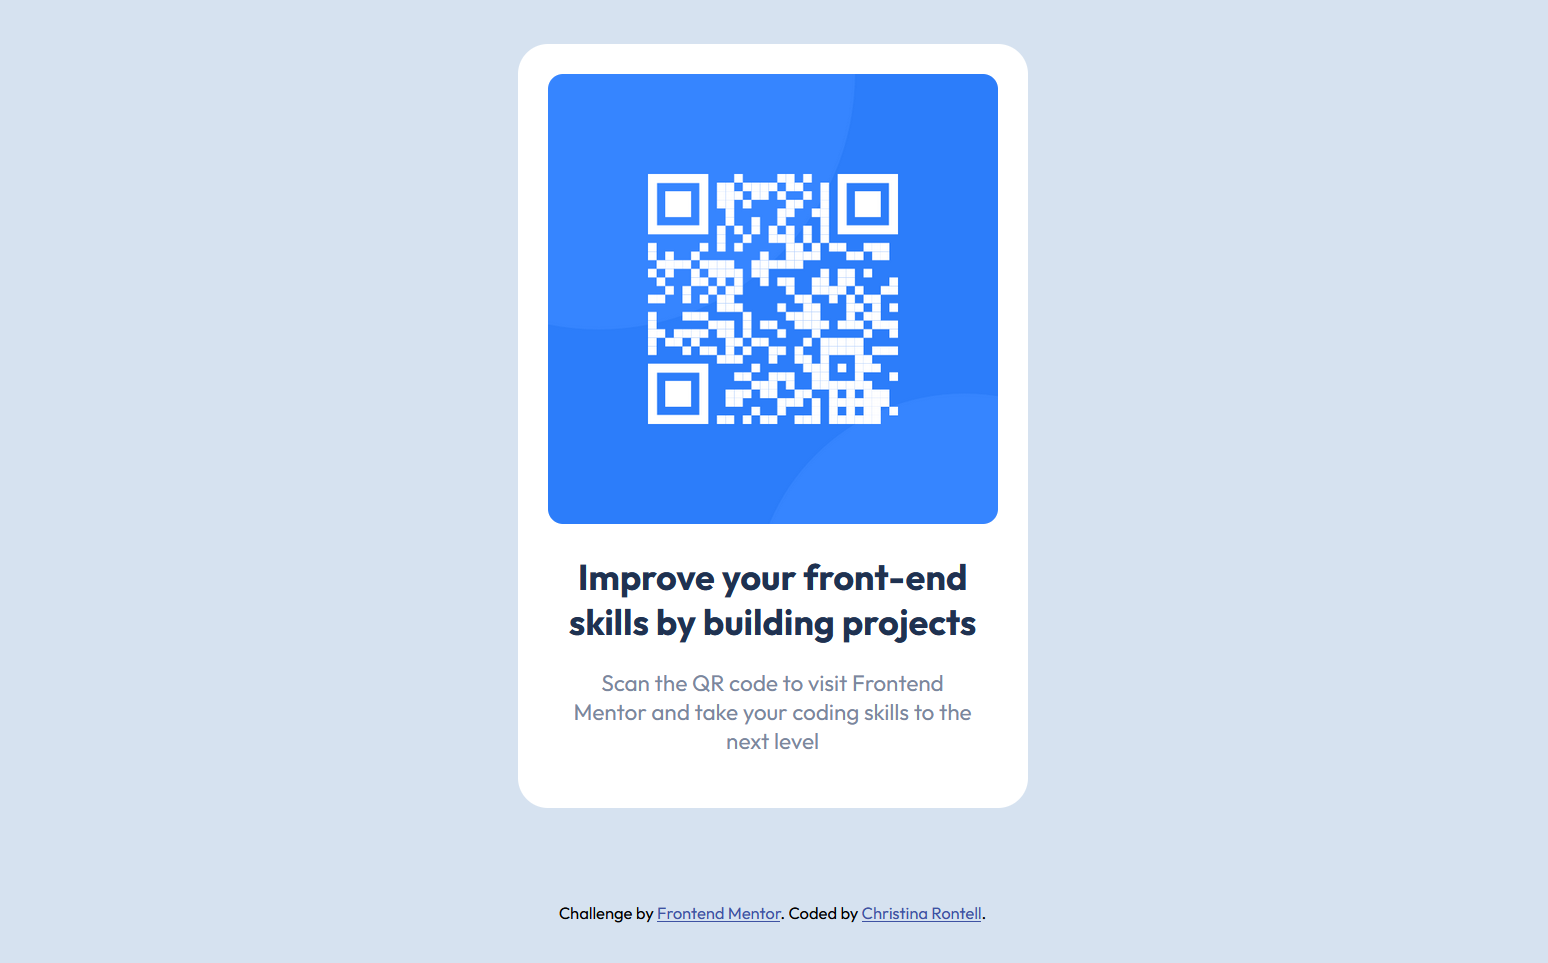 Improve your front-end
skills by building projects
Scan the QR code to visit Frontend
Mentor and take your coding skills to the
next level
Challenge by Frontend Mentor. Coded by Christina Rontell.